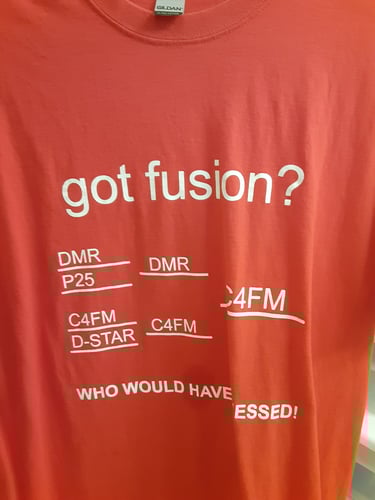 GILDAN
got fusion?
DMR
P25
DMR
C4FM
C4FM
D-STAR
C4FM
WHO WOULD HAVE
ESSED!